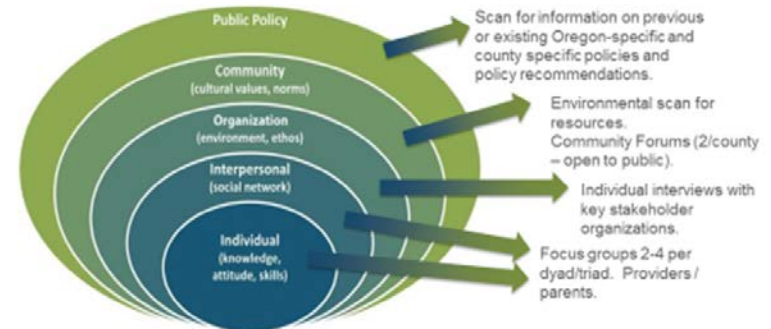 Public Policy
Community
(cultural values, norms)
Organization
(environment, ethos)
Interpersonal
(social network)
Individual
(knowledge,
attitude, skills)
Scan for information on previous
or existing Oregon-specific and
county specific policies and
policy recommendations.
Environmental scan for
resources.
Community Forums (2/county
– open to public).
Individual interviews with
key stakeholder
organizations.
Focus groups 2-4 per
dyad/triad. Providers /
parents.